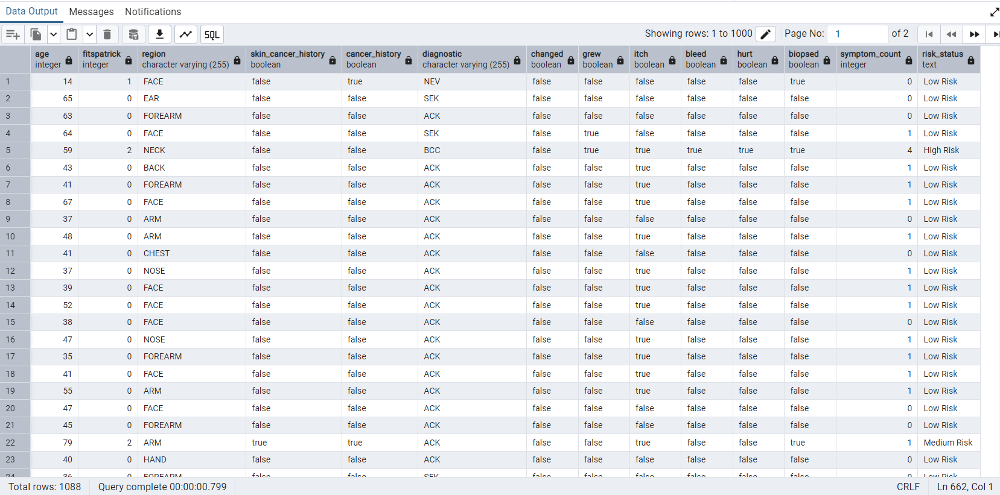 Data Output Messages Notifications
SQL Showing rows: 1 to 1000 Page No: 1 of 2
age fitspatrick region skin_cancer_history cancer_history diagnostic changed grew itch bleed hurt biopsed symptom_count risk_status
integer integer character varying (255) boolean boolean character varying (255) boolean boolean boolean boolean boolean boolean integer text
1 14 1 FACE false true NEV false false false false false true 0 Low Risk
2 65 0 EAR false false SEK false false false false false false 0 Low Risk
3 63 0 FOREARM false false ACK false false false false false false 0 Low Risk
4 64 0 FACE false false SEK false true false false false false 1 Low Risk
5 59 2 NECK false false BCC false true true true true true 4 High Risk
6 43 0 BACK false false ACK false false true false false false 1 Low Risk
7 41 0 FOREARM false false ACK false false true false false false 1 Low Risk
8 67 0 FACE false false ACK false false true false false false 1 Low Risk
9 37 0 ARM false false ACK false false false false false false 0 Low Risk
10 48 0 ARM false false ACK false false true false false false 1 Low Risk
11 41 0 CHEST false false ACK false false false false false false 0 Low Risk
12 37 0 NOSE false false ACK false false true false false false 1 Low Risk
13 39 0 FACE false false ACK false false true false false false 1 Low Risk
14 52 0 FACE false false ACK false false true false false false 1 Low Risk
15 38 0 FACE false false ACK false false false false false false 0 Low Risk
16 47 0 NOSE false false ACK false false true false false false 1 Low Risk
17 35 0 FOREARM false false ACK false false true false false false 1 Low Risk
18 41 0 FACE false false ACK false false true false false false 1 Low Risk
19 55 0 ARM false false ACK false false true false false false 1 Low Risk
20 47 0 FACE false false ACK false false false false false false 0 Low Risk
21 45 0 FOREARM false false ACK false false false false false false 0 Low Risk
22 79 2 ARM true true ACK false false true false false true 1 Medium Risk
23 40 0 HAND false false ACK false false false false false false 0 Low Risk
24 36 0 FOREARM false false SEK false false false false false false 0 Low Risk
Total rows: 1088 Query complete 00:00:00.799 CRLF Ln 662, Col 1